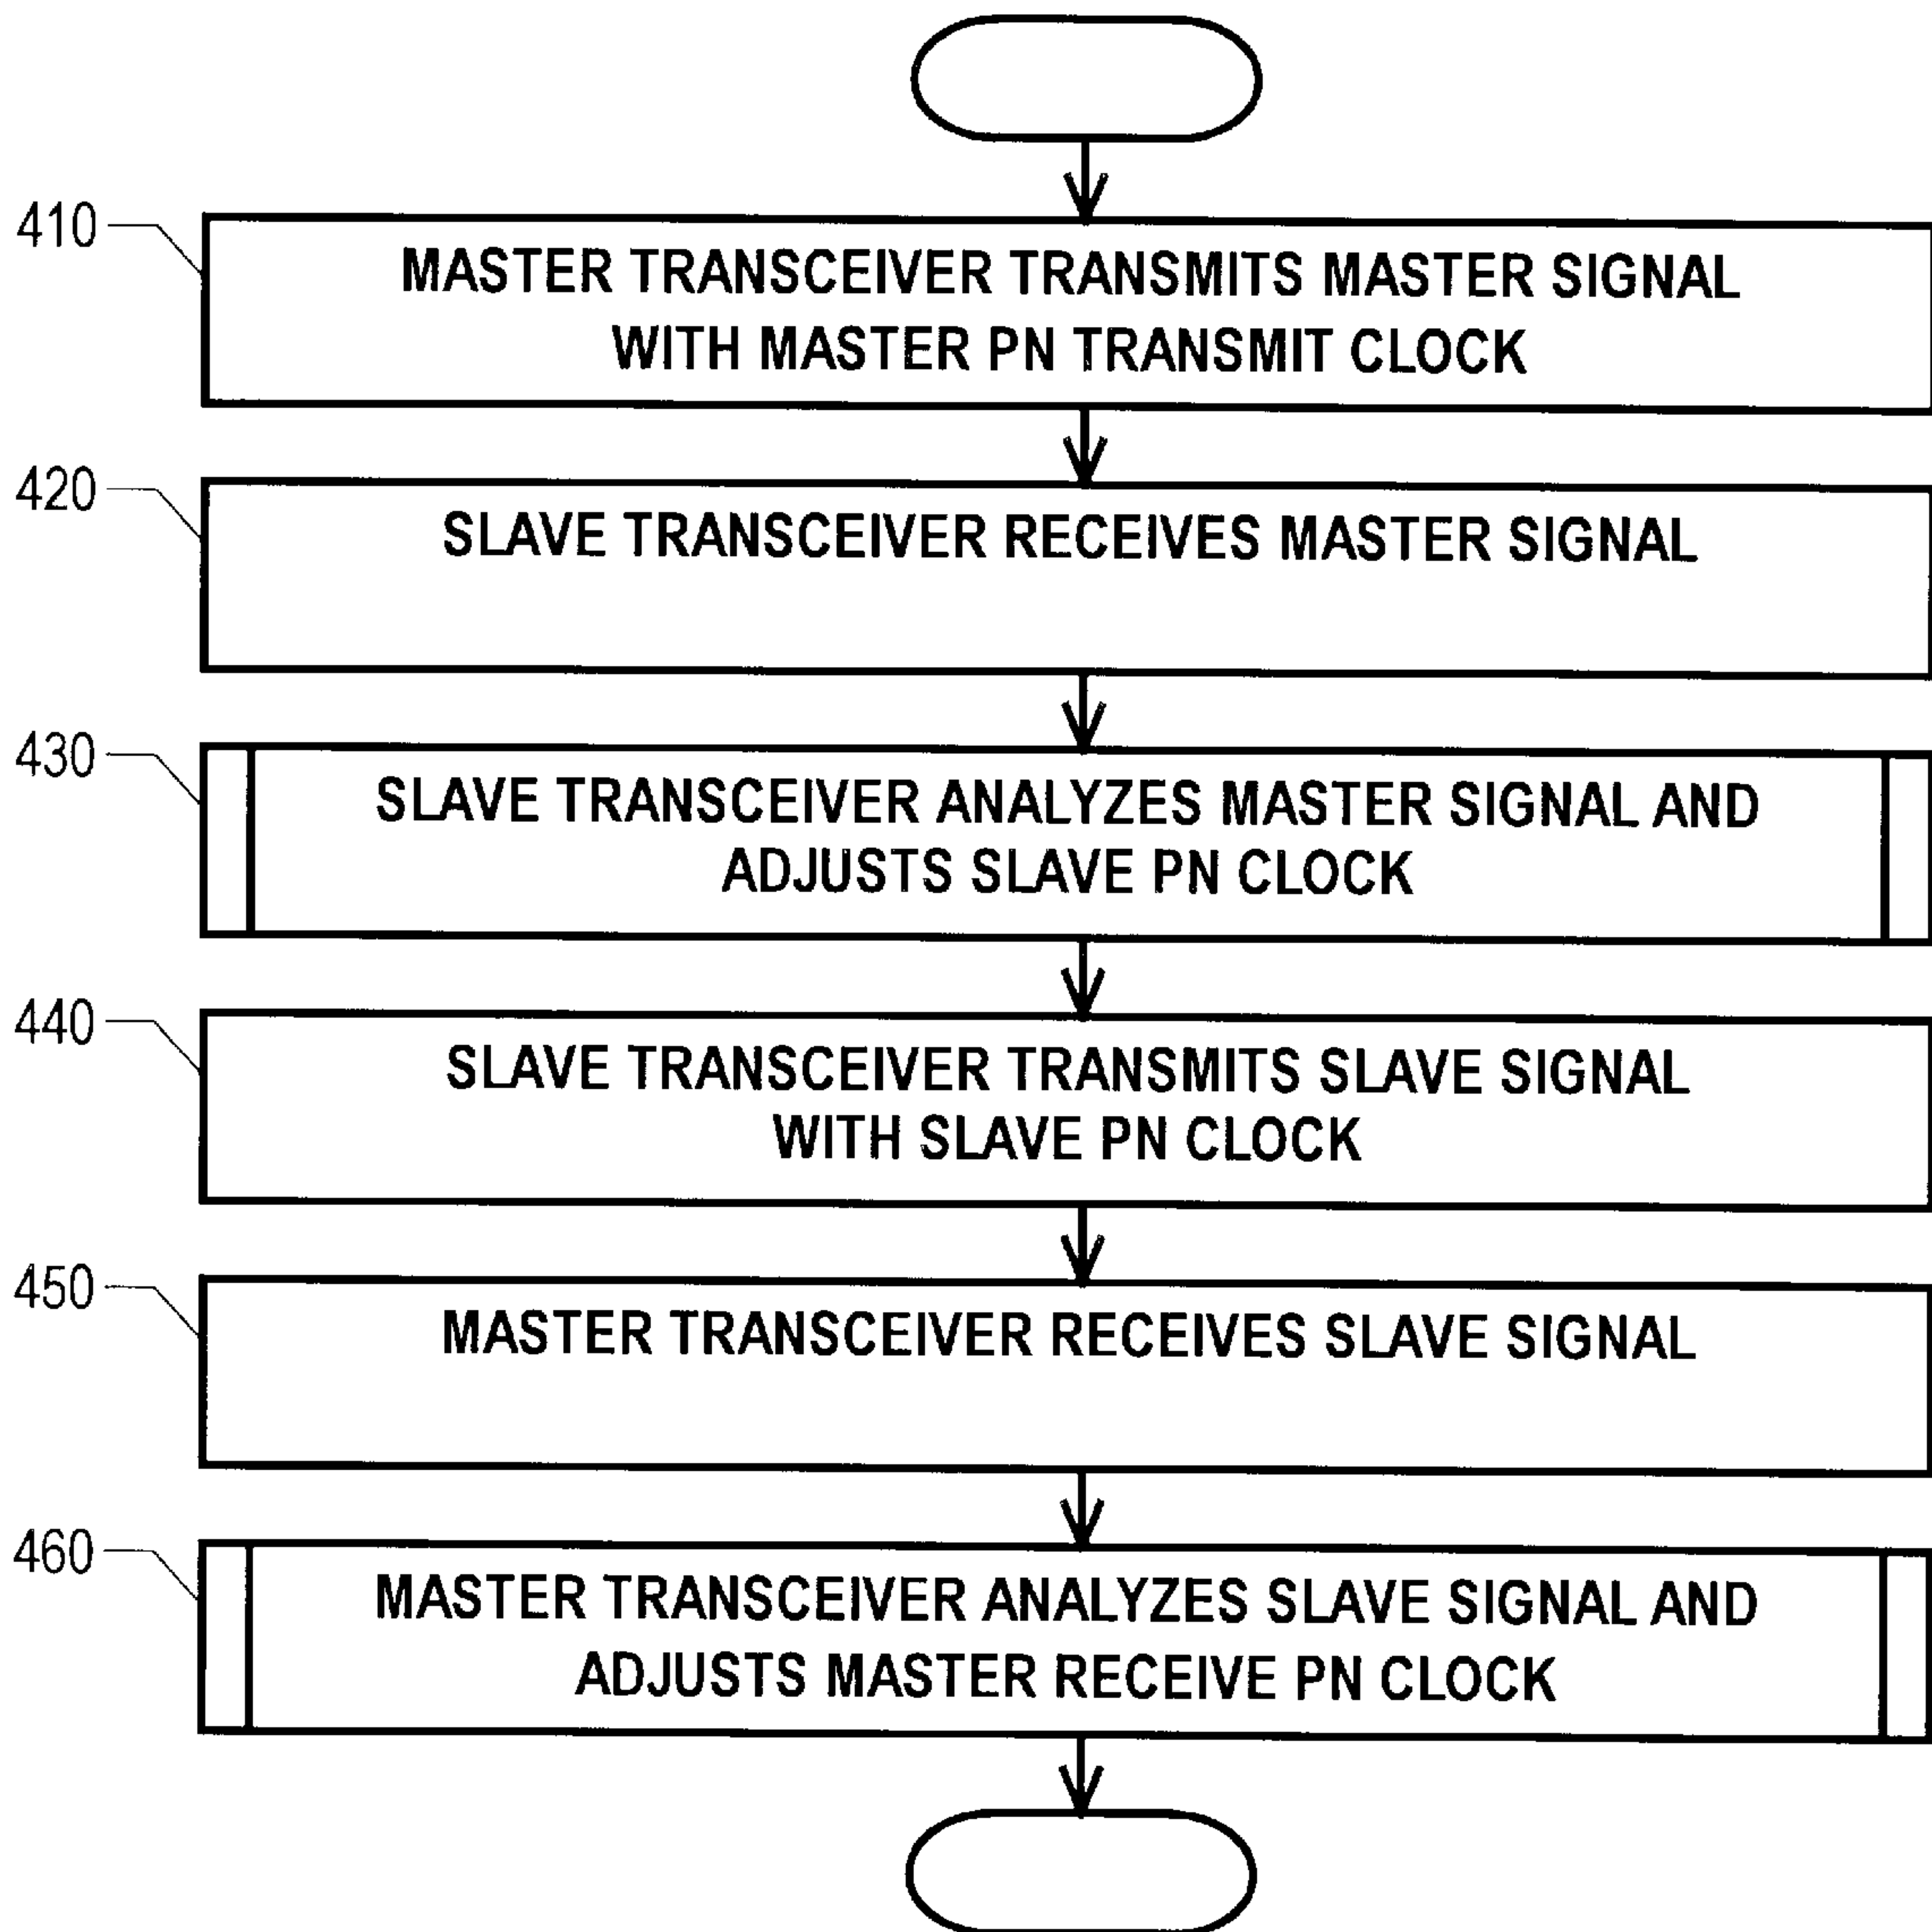 410
MASTER TRANSCEIVER TRANSMITS MASTER SIGNAL
WITH MASTER PN TRANSMIT CLOCK
420
SLAVE TRANSCEIVER RECEIVES MASTER SIGNAL
430
SLAVE TRANSCEIVER ANALYZES MASTER SIGNAL AND
ADJUSTS SLAVE PN CLOCK
440
SLAVE TRANSCEIVER TRANSMITS SLAVE SIGNAL
WITH SLAVE PN CLOCK
450
MASTER TRANSCEIVER RECEIVES SLAVE SIGNAL
460
MASTER TRANSCEIVER ANALYZES SLAVE SIGNAL AND
ADJUSTS MASTER RECEIVE PN CLOCK